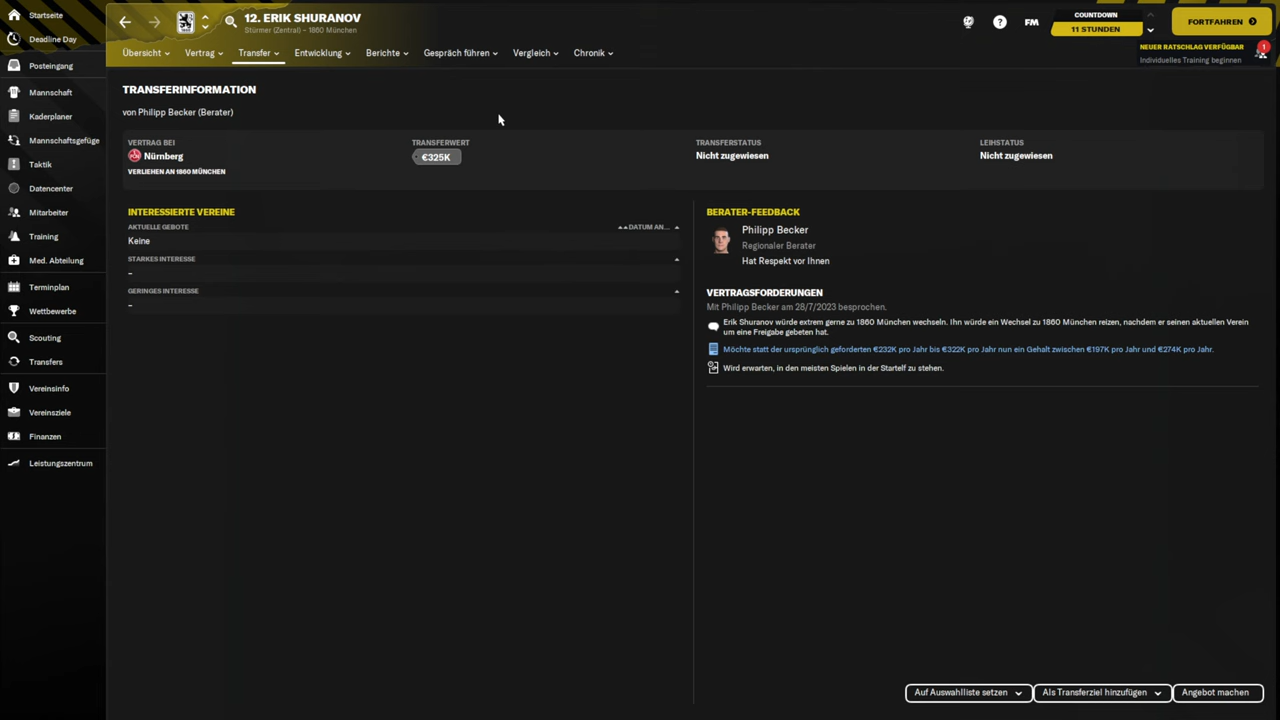 Startseite
Deadline Day
Posteingang
Mannschaft
Kaderplaner
Mannschaftsgefüge
Taktik
Datencenter
Mitarbeiter
Training
Med. Abteilung
Terminplan
Wettbewerbe
Scouting
Transfers
Vereinsinfo
Vereinsziele
Finanzen
Leistungszentrum
12. ERIK SHURANOV
Stürmer (Zentral) – 1860 München
FM
COUNTDOWN
11 STUNDEN
FORTFAHREN
NEUER RATSCHLAG VERFÜGBAR
1
Individuelles Training beginnen
Übersicht Vertrag Transfer Entwicklung Berichte Gespräch führen Vergleich Chronik
TRANSFERINFORMATION
von Philipp Becker (Berater)
VERTRAG BEI
Nürnberg
VERLIEHEN AN 1860 MÜNCHEN
TRANSFERWERT
€325K
TRANSFERSTATUS
Nicht zugewiesen
LEIHSTATUS
Nicht zugewiesen
INTERESSIERTE VEREINE
AKTUELLE GEBOTE DATUM AN...
Keine
STARKES INTERESSE
–
GERINGES INTERESSE
–
BERATER-FEEDBACK
Philipp Becker
Regionaler Berater
Hat Respekt vor Ihnen
VERTRAGSFORDERUNGEN
Mit Philipp Becker am 28/7/2023 besprochen.
Erik Shuranov würde extrem gerne zu 1860 München wechseln. Ihn würde ein Wechsel zu 1860 München reizen, nachdem er seinen aktuellen Verein
um eine Freigabe gebeten hat.
Möchte statt der ursprünglich geforderten €232K pro Jahr bis €322K pro Jahr nun ein Gehalt zwischen €197K pro Jahr und €274K pro Jahr.
Wird erwarten, in den meisten Spielen in der Startelf zu stehen.
Auf Auswahlliste setzen Als Transferziel hinzufügen Angebot machen